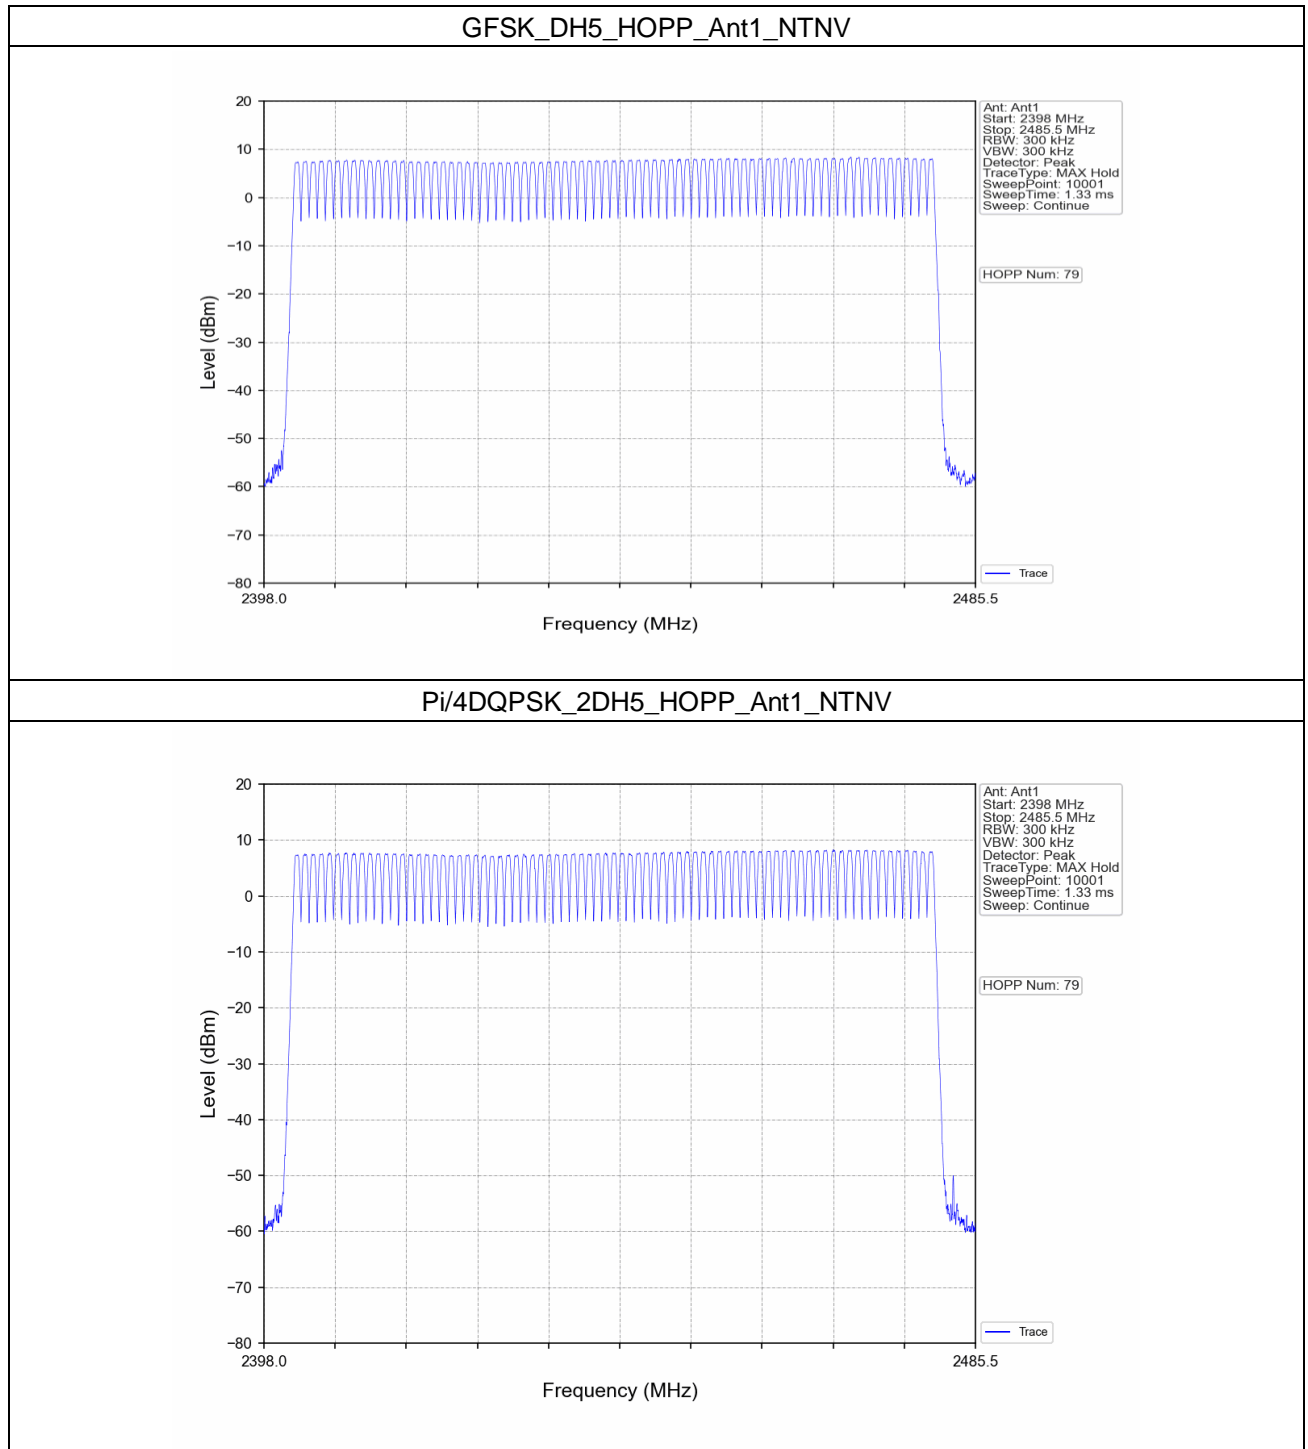 GFSK_DH5_HOPP_Ant1_NTNV
20
10
0
−10
−20
−30
−40
−50
−60
−70
−80
Level (dBm)
2398.0
2485.5
Frequency (MHz)
Ant: Ant1
Start: 2398 MHz
Stop: 2485.5 MHz
RBW: 300 kHz
VBW: 300 kHz
Detector: Peak
TraceType: MAX Hold
SweepPoint: 10001
SweepTime: 1.33 ms
Sweep: Continue
HOPP Num: 79
Trace
Pi/4DQPSK_2DH5_HOPP_Ant1_NTNV
20
10
0
−10
−20
−30
−40
−50
−60
−70
−80
Level (dBm)
2398.0
2485.5
Frequency (MHz)
Ant: Ant1
Start: 2398 MHz
Stop: 2485.5 MHz
RBW: 300 kHz
VBW: 300 kHz
Detector: Peak
TraceType: MAX Hold
SweepPoint: 10001
SweepTime: 1.33 ms
Sweep: Continue
HOPP Num: 79
Trace